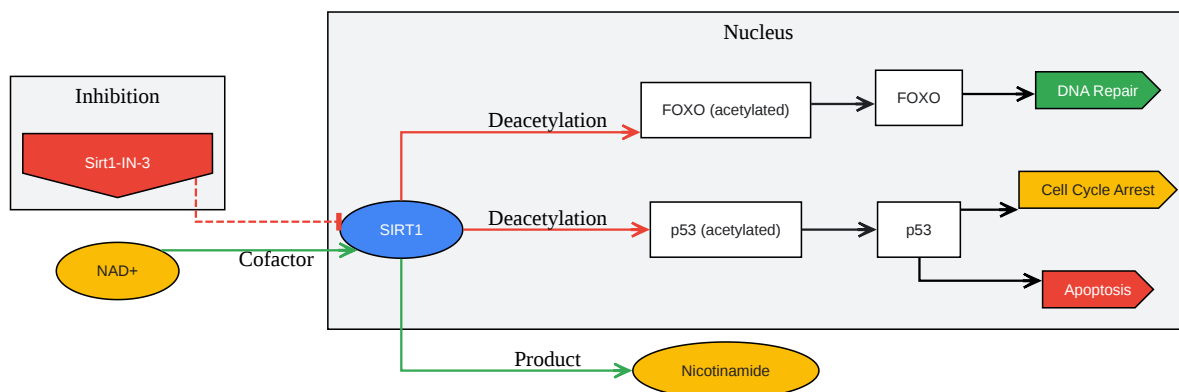 Nucleus
Inhibition
Sirt1-IN-3
NAD+
Cofactor
SIRT1
Deacetylation
FOXO (acetylated)
FOXO
DNA Repair
Deacetylation
p53 (acetylated)
p53
Cell Cycle Arrest
Apoptosis
Product
Nicotinamide